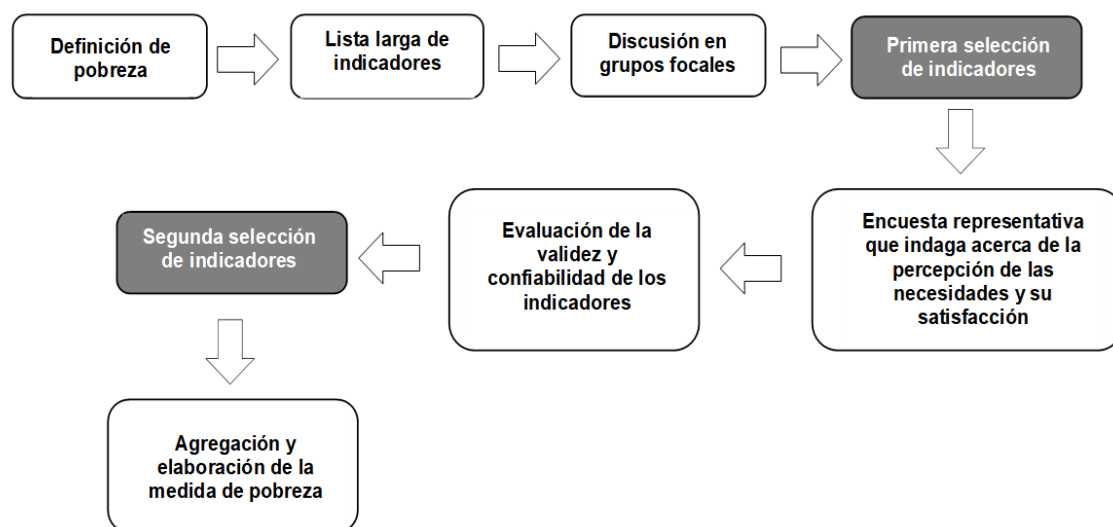 Definición de
pobreza
Lista larga de
indicadores
Discusión en
grupos focales
Primera selección
de indicadores
Encuesta representativa
que indaga acerca de la
percepción de las
necesidades y su
satisfacción
Evaluación de la
validez y
confiabilidad de los
indicadores
Segunda selección
de indicadores
Agregación y
elaboración de la
medida de pobreza